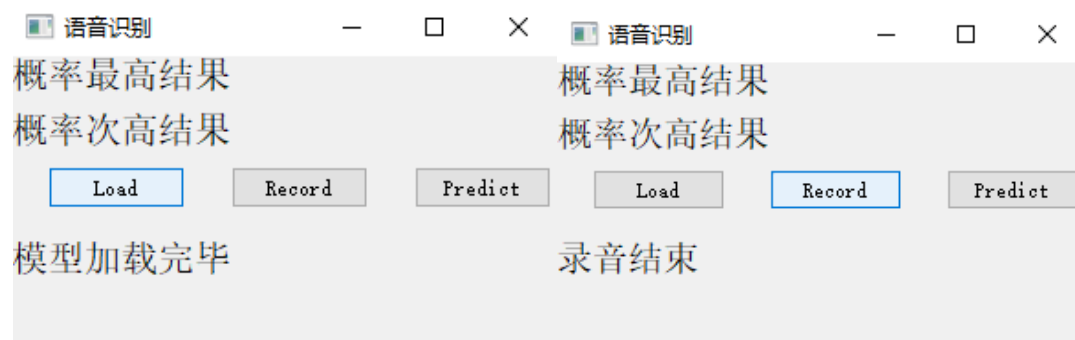 语音识别
概率最高结果
概率次高结果
Load Record Predict
模型加载完毕
语音识别
概率最高结果
概率次高结果
Load Record Predict
录音结束